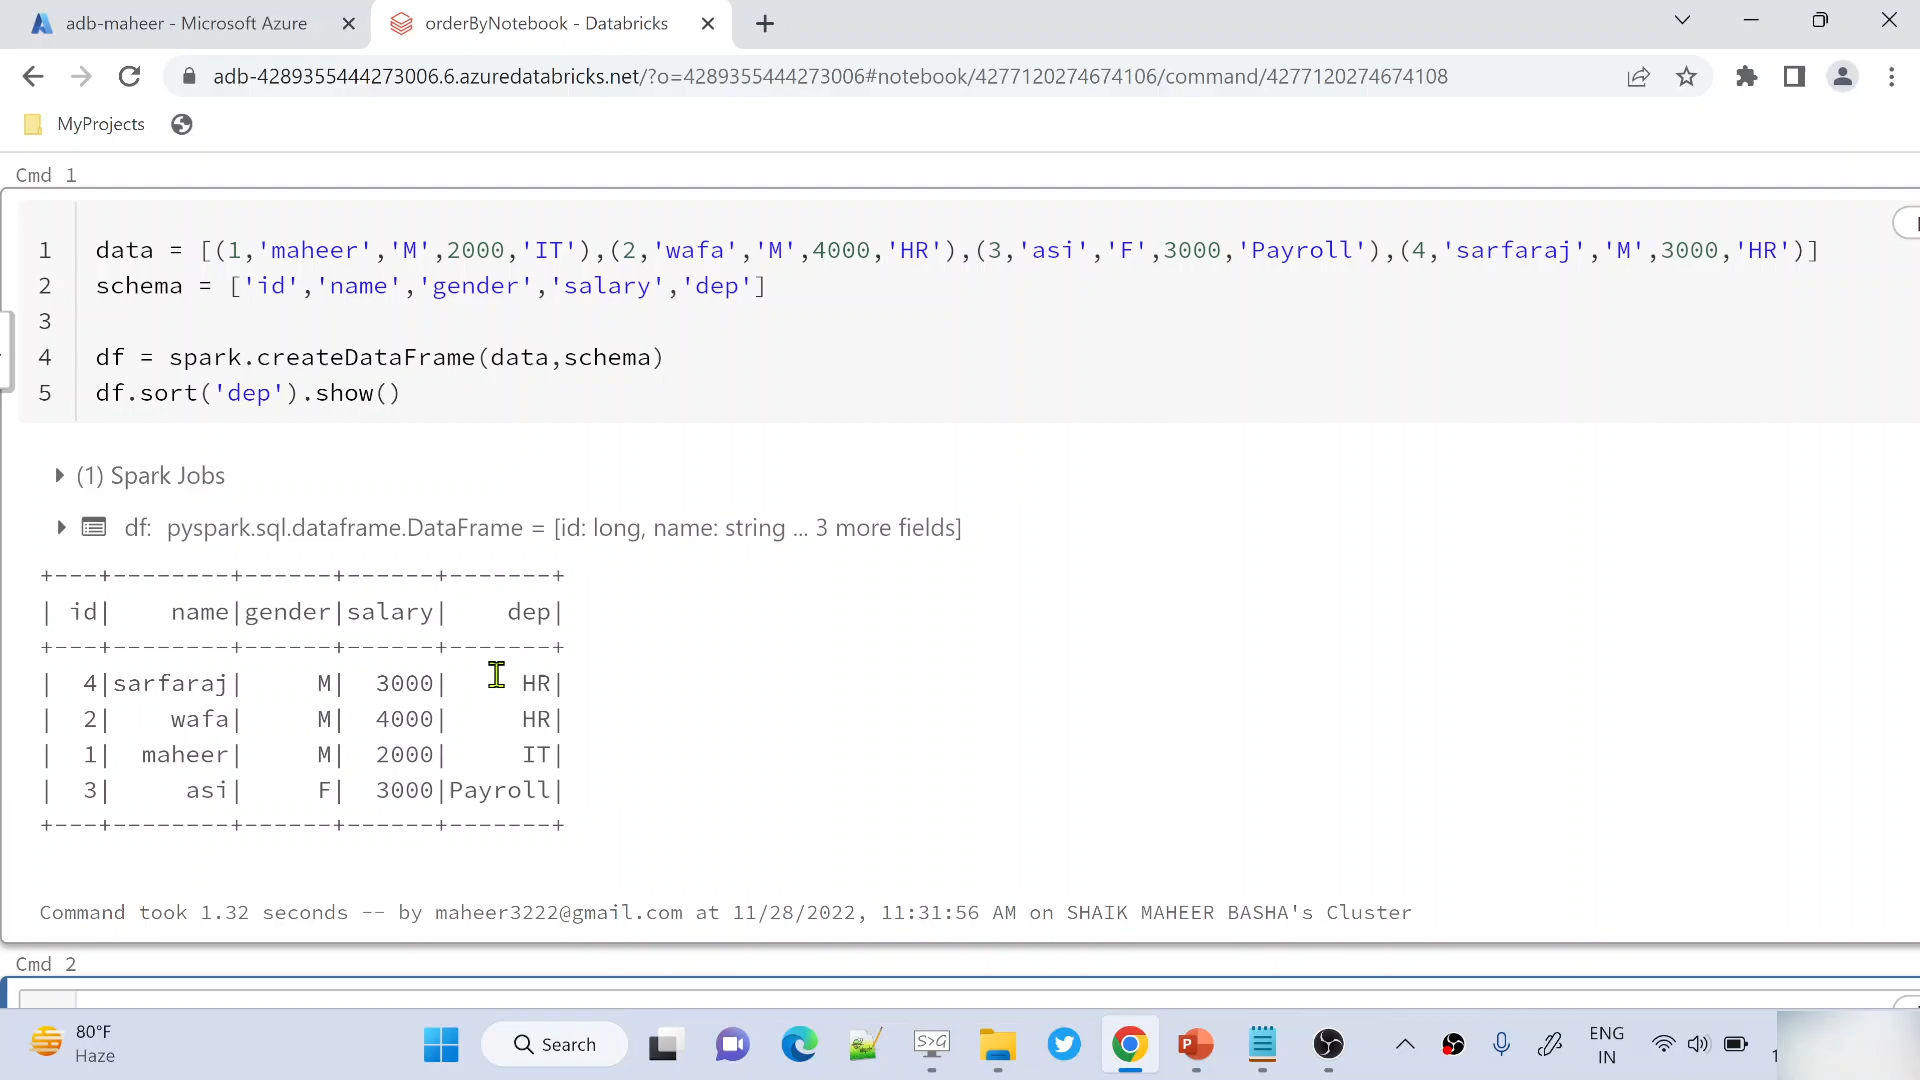 adb-maheer - Microsoft Azure
orderByNotebook - Databricks
adb-4289355444273006.6.azuredatabricks.net/?o=4289355444273006#notebook/4277120274674106/command/4277120274674108
MyProjects
Cmd 1
1 data = [(1,'maheer','M',2000,'IT'),(2,'wafa','M',4000,'HR'),(3,'asi','F',3000,'Payroll'),(4,'sarfaraj','M',3000,'HR')]
2 schema = ['id','name','gender','salary','dep']
3
4 df = spark.createDataFrame(data,schema)
5 df.sort('dep').show()
(1) Spark Jobs
df: pyspark.sql.dataframe.DataFrame = [id: long, name: string ... 3 more fields]
+---+--------+------+------+-------+
| id|    name|gender|salary|    dep|
+---+--------+------+------+-------+
|  4|sarfaraj|     M|  3000|     HR|
|  2|    wafa|     M|  4000|     HR|
|  1|  maheer|     M|  2000|     IT|
|  3|     asi|     F|  3000|Payroll|
+---+--------+------+------+-------+
Command took 1.32 seconds -- by maheer3222@gmail.com at 11/28/2022, 11:31:56 AM on SHAIK MAHEER BASHA's Cluster
Cmd 2
80°F
Haze
Search
S>G
ENG
IN